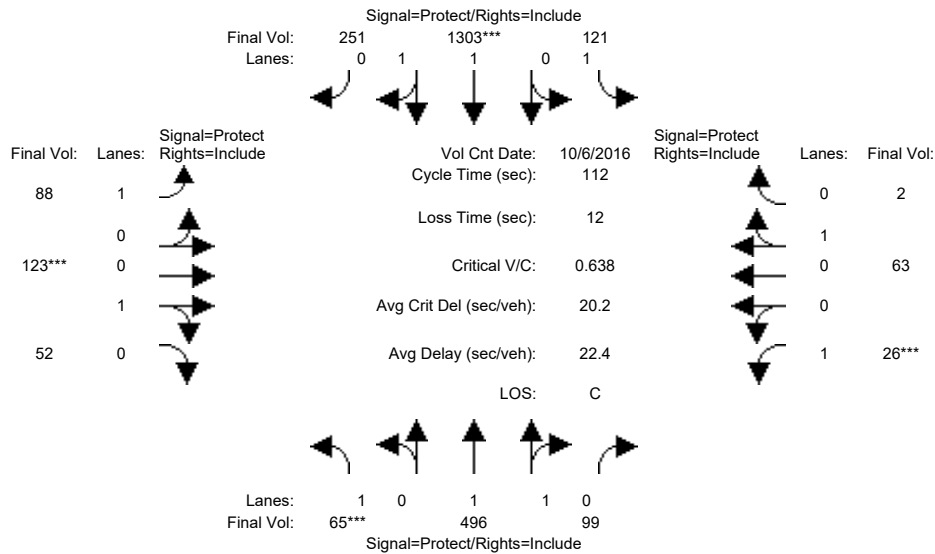 Signal=Protect/Rights=Include
Final Vol: 251 1303*** 121
Lanes: 0 1 1 0 1
Signal=Protect Signal=Protect
Final Vol: Lanes: Rights=Include Vol Cnt Date: 10/6/2016 Rights=Include Lanes: Final Vol:
Cycle Time (sec): 112
88 1 0 2
Loss Time (sec): 12
0 1
123*** 0 Critical V/C: 0.638 0 63
1 Avg Crit Del (sec/veh): 20.2 0
52 0 Avg Delay (sec/veh): 22.4 1 26***
LOS: C
Lanes: 1 0 1 1 0
Final Vol: 65*** 496 99
Signal=Protect/Rights=Include